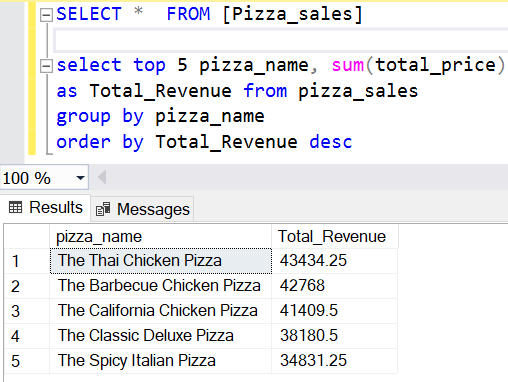 SELECT *  FROM [Pizza_sales]
select top 5 pizza_name, sum(total_price)
as Total_Revenue from pizza_sales
group by pizza_name
order by Total_Revenue desc
100 %
Results Messages
pizza_name Total_Revenue
1 The Thai Chicken Pizza 43434.25
2 The Barbecue Chicken Pizza 42768
3 The California Chicken Pizza 41409.5
4 The Classic Deluxe Pizza 38180.5
5 The Spicy Italian Pizza 34831.25